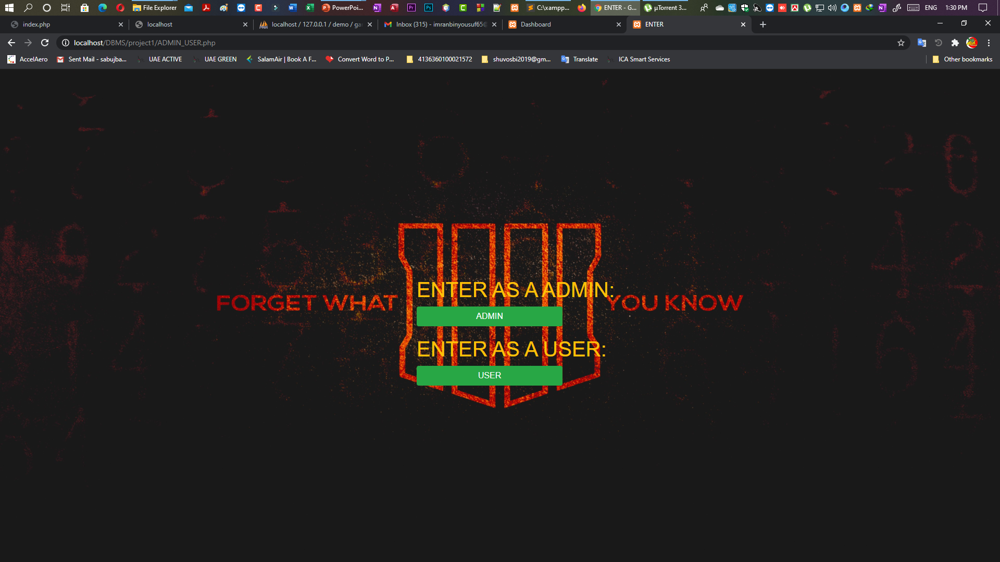 File Explorer
PowerPoi...
C:\xampp...
ENTER - G...
µTorrent 3...
ENG
1:30 PM
index.php
localhost
localhost / 127.0.0.1 / demo / ga
Inbox (315) - imranbinyousuf65@
Dashboard
ENTER
localhost/DBMS/project1/ADMIN_USER.php
AccelAero
Sent Mail - sabujba...
UAE ACTIVE
UAE GREEN
SalamAir | Book A F...
Convert Word to P...
4136360100021572
shuvosbi2019@gm...
Translate
ICA Smart Services
Other bookmarks
ENTER AS A ADMIN:
FORGET WHAT YOU KNOW
ADMIN
ENTER AS A USER:
USER